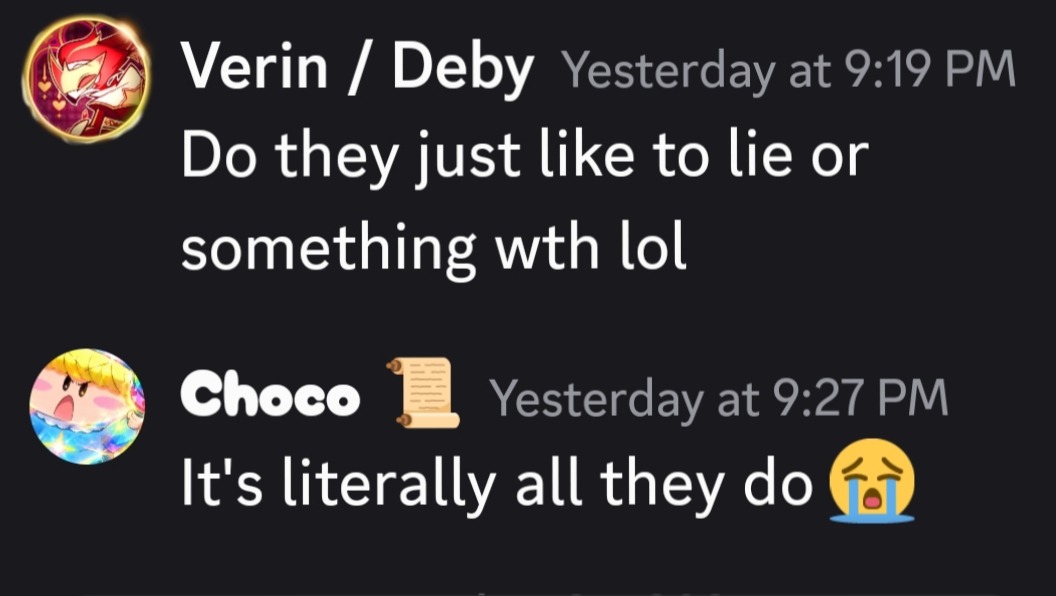 Verin / Deby Yesterday at 9:19 PM
Do they just like to lie or
something wth lol
Choco 📜 Yesterday at 9:27 PM
It's literally all they do 😭